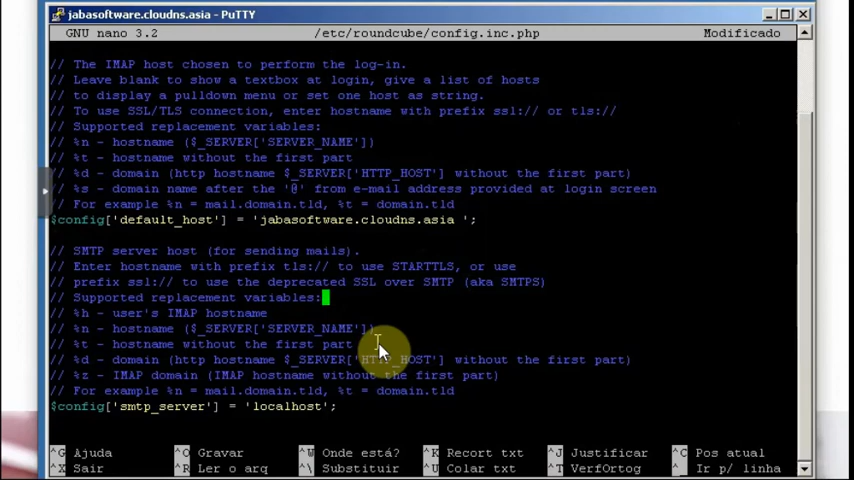 jabasoftware.cloudns.asia - PuTTY
GNU nano 3.2 /etc/roundcube/config.inc.php Modificado
// The IMAP host chosen to perform the log-in.
// Leave blank to show a textbox at login, give a list of hosts
// to display a pulldown menu or set one host as string.
// To use SSL/TLS connection, enter hostname with prefix ssl:// or tls://
// Supported replacement variables:
// %n - hostname ($_SERVER['SERVER_NAME'])
// %t - hostname without the first part
// %d - domain (http hostname $_SERVER['HTTP_HOST'] without the first part)
// %s - domain name after the '@' from e-mail address provided at login screen
// For example %n = mail.domain.tld, %t = domain.tld
$config['default_host'] = 'jabasoftware.cloudns.asia ';
// SMTP server host (for sending mails).
// Enter hostname with prefix tls:// to use STARTTLS, or use
// prefix ssl:// to use the deprecated SSL over SMTP (aka SMTPS)
// Supported replacement variables:
// %h - user's IMAP hostname
// %n - hostname ($_SERVER['SERVER_NAME'])
// %t - hostname without the first part
// %d - domain (http hostname $_SERVER['HTTP_HOST'] without the first part)
// %z - IMAP domain (IMAP hostname without the first part)
// For example %n = mail.domain.tld, %t = domain.tld
$config['smtp_server'] = 'localhost';
^G Ajuda ^O Gravar ^W Onde está? ^K Recort txt ^J Justificar ^C Pos atual
^X Sair ^R Ler o arq ^\ Substituir ^U Colar txt ^T VerfOrtog ^_ Ir p/ linha